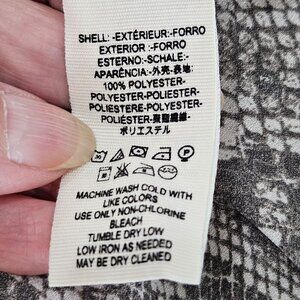 SHELL:-EXTÉRIEUR:-FORRO
EXTERIOR :-FORRO
ESTERNO:-SCHALE:-
APARÊNCIA:-外壳-表地:
100% POLYESTER-
POLYESTER-POLIESTER-
POLIESTERE-POLYESTER-
POLIÉSTER-聚酯纖維-
ポリエステル
P
MACHINE WASH COLD WITH
LIKE COLORS
USE ONLY NON-CHLORINE
BLEACH
TUMBLE DRY LOW
LOW IRON AS NEEDED
MAY BE DRY CLEANED